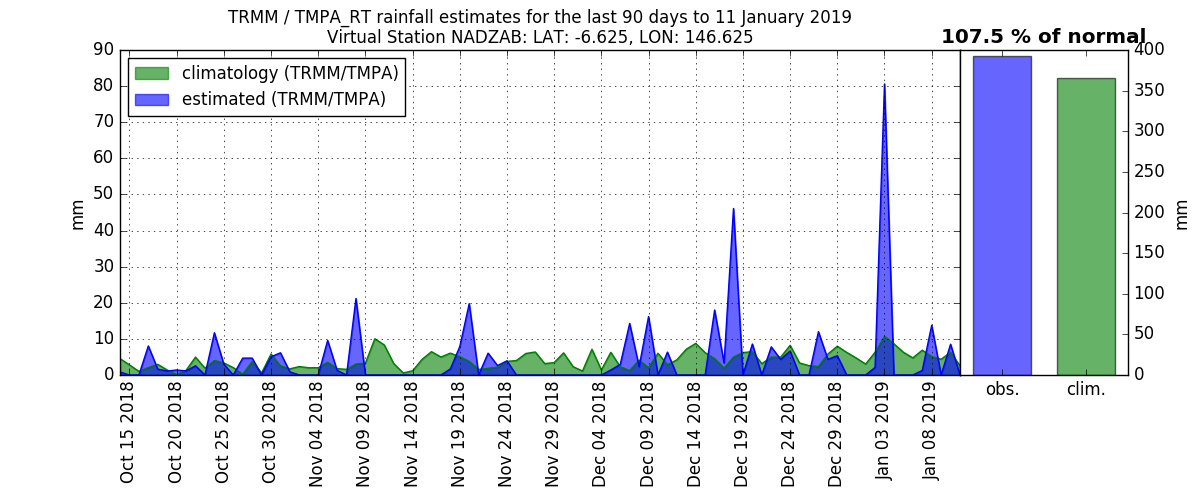 TRMM / TMPA_RT rainfall estimates for the last 90 days to 11 January 2019
Virtual Station NADZAB: LAT: -6.625, LON: 146.625
107.5 % of normal
climatology (TRMM/TMPA)
estimated (TRMM/TMPA)
90
80
70
60
50
40
30
20
10
0
mm
400
350
300
250
200
150
100
50
0
mm
Oct 15 2018
Oct 20 2018
Oct 25 2018
Oct 30 2018
Nov 04 2018
Nov 09 2018
Nov 14 2018
Nov 19 2018
Nov 24 2018
Nov 29 2018
Dec 04 2018
Dec 09 2018
Dec 14 2018
Dec 19 2018
Dec 24 2018
Dec 29 2018
Jan 03 2019
Jan 08 2019
obs.
clim.